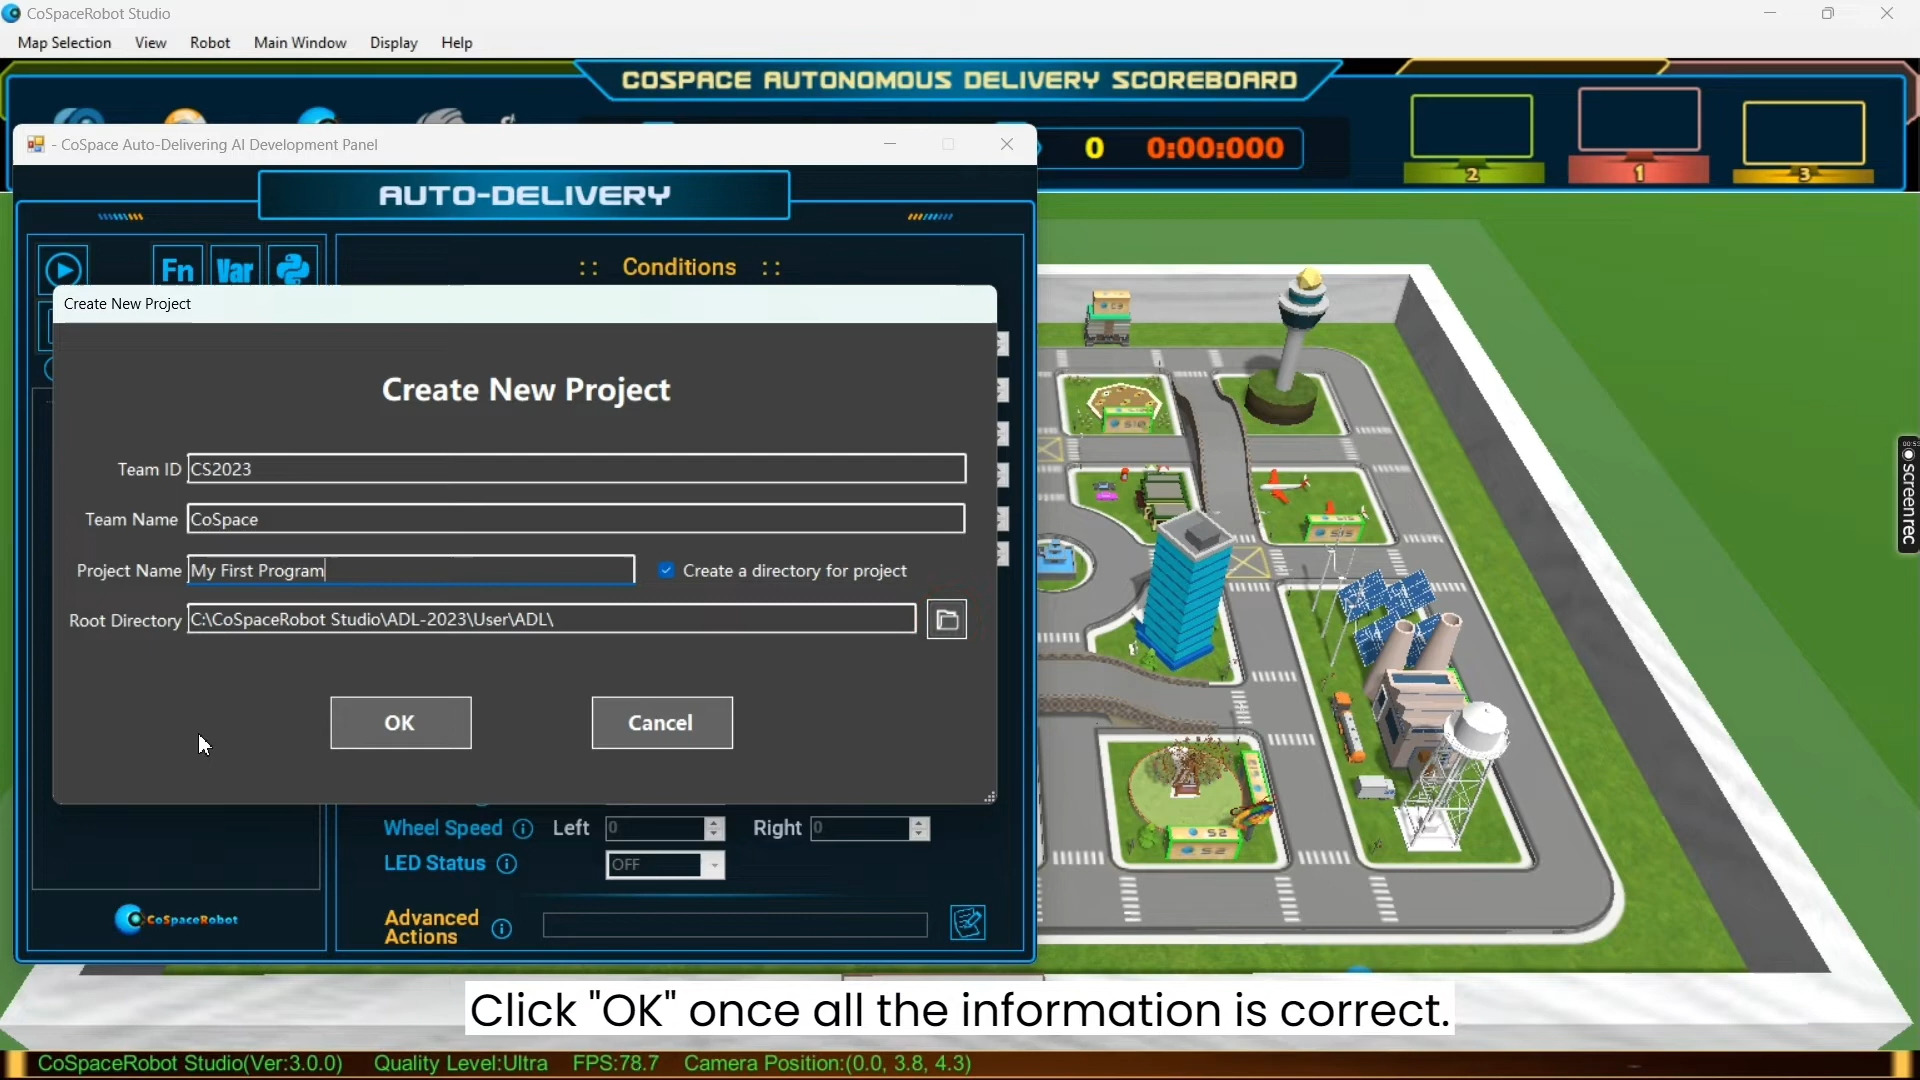 CoSpaceRobot Studio
Map Selection View Robot Main Window Display Help
COSPACE AUTONOMOUS DELIVERY SCOREBOARD
0 0:00:000
2 1 3
- CoSpace Auto-Delivering AI Development Panel
AUTO-DELIVERY
Fn Var
:: Conditions ::
Create New Project
Create New Project
Team ID CS2023
Team Name CoSpace
Project Name My First Program
Create a directory for project
Root Directory C:\CoSpaceRobot Studio\ADL-2023\User\ADL\
OK Cancel
Wheel Speed Left 0 Right 0
LED Status OFF
CoSpaceRobot
Advanced
Actions
S10
S15
S2
S2
screenrec
Click "OK" once all the information is correct.
CoSpaceRobot Studio(Ver:3.0.0) Quality Level:Ultra FPS:78.7 Camera Position:(0.0, 3.8, 4.3)